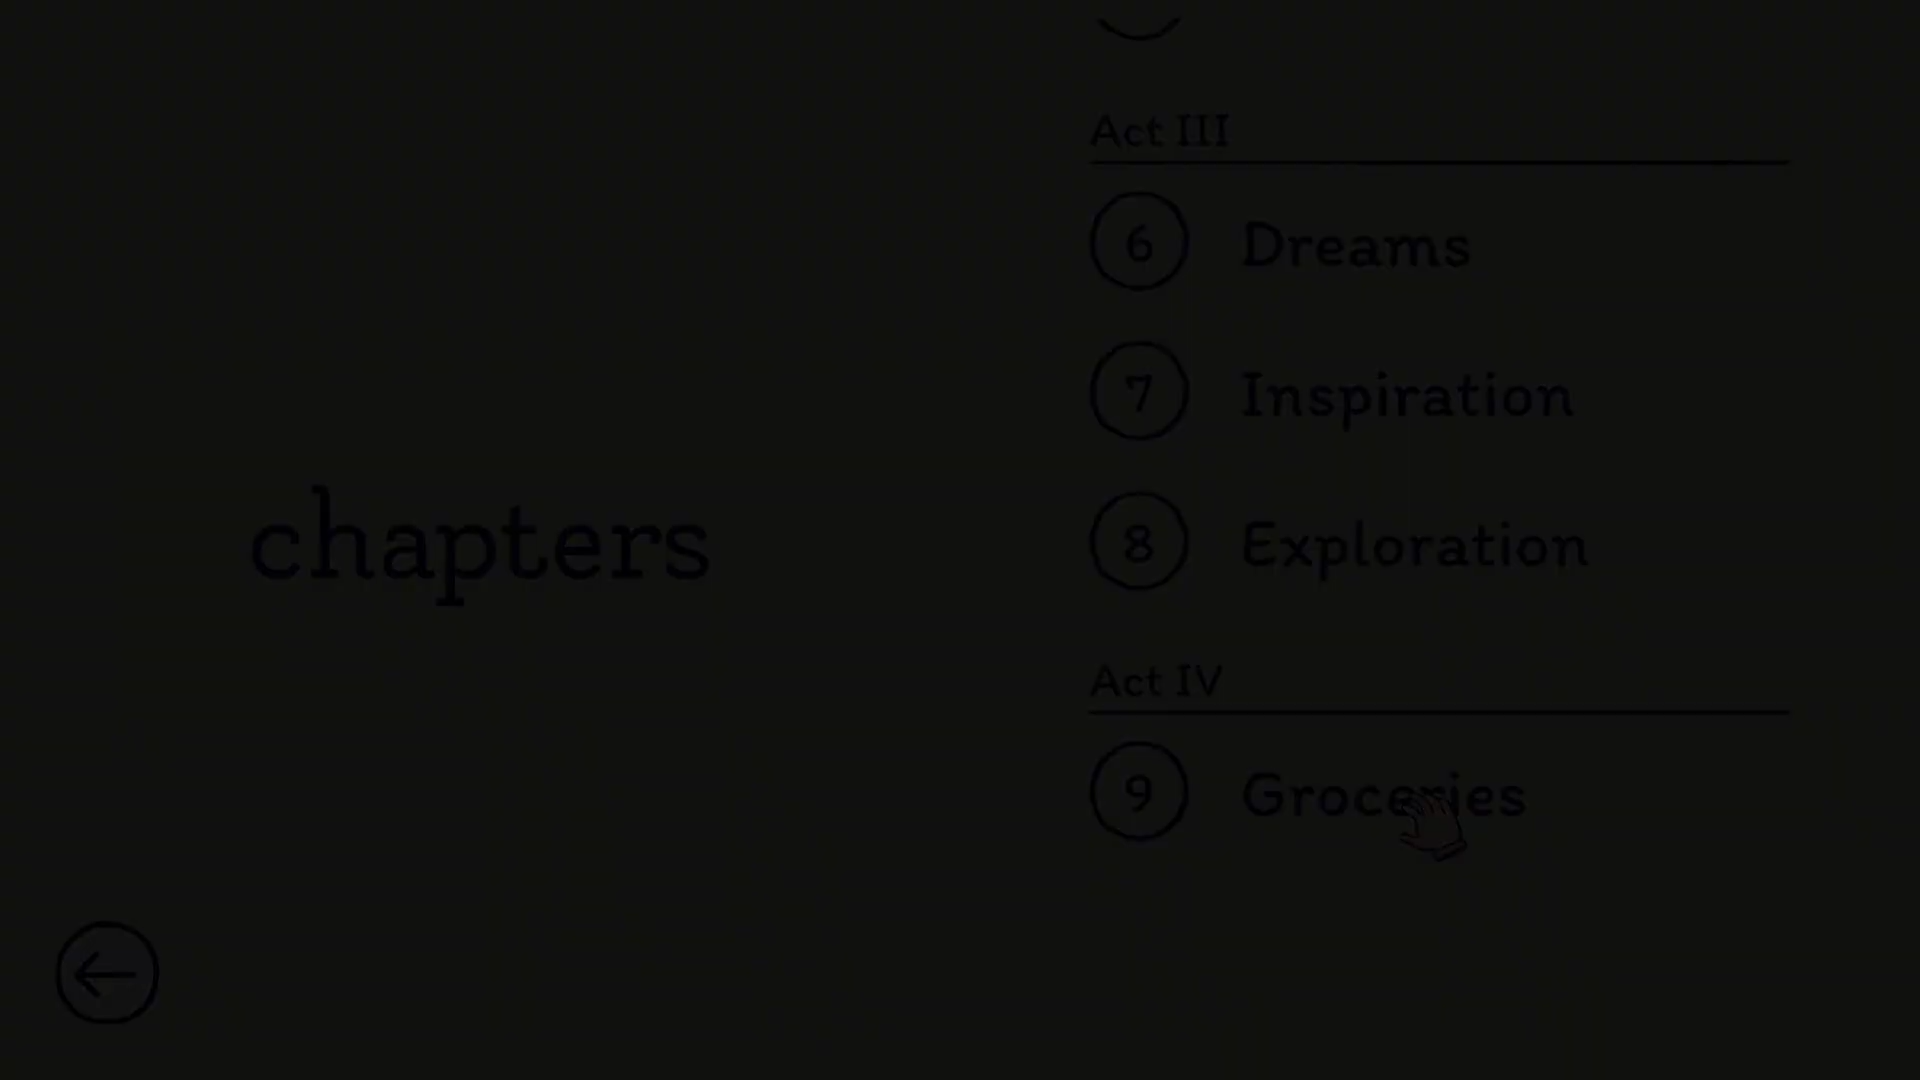 chapters
Act III
6 Dreams
7 Inspiration
8 Exploration
Act IV
9 Groceries